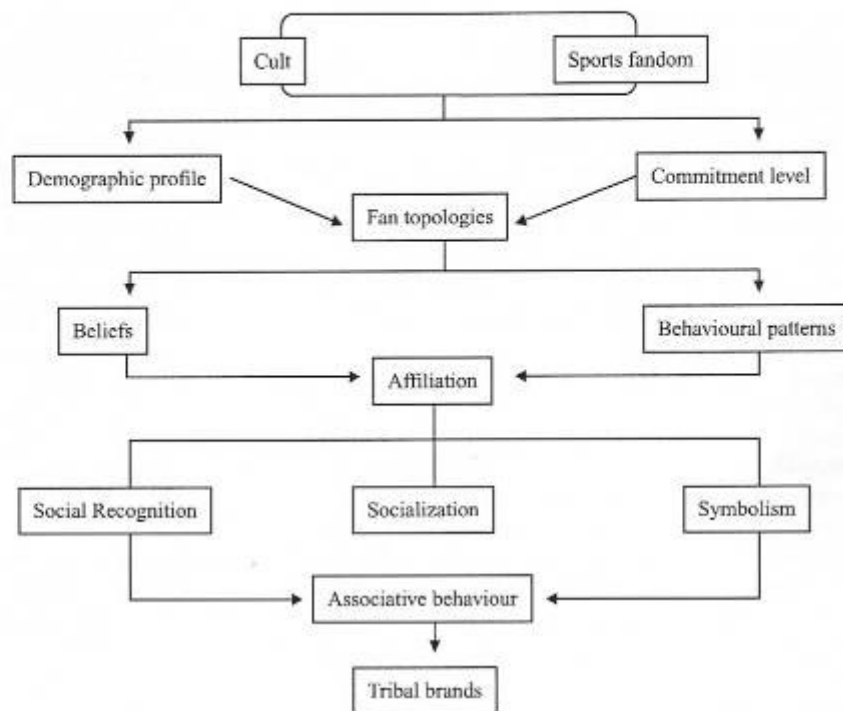 Cult
Sports fandom
Demographic profile
Commitment level
Fan topologies
Beliefs
Behavioural patterns
Affiliation
Social Recognition
Socialization
Symbolism
Associative behaviour
Tribal brands